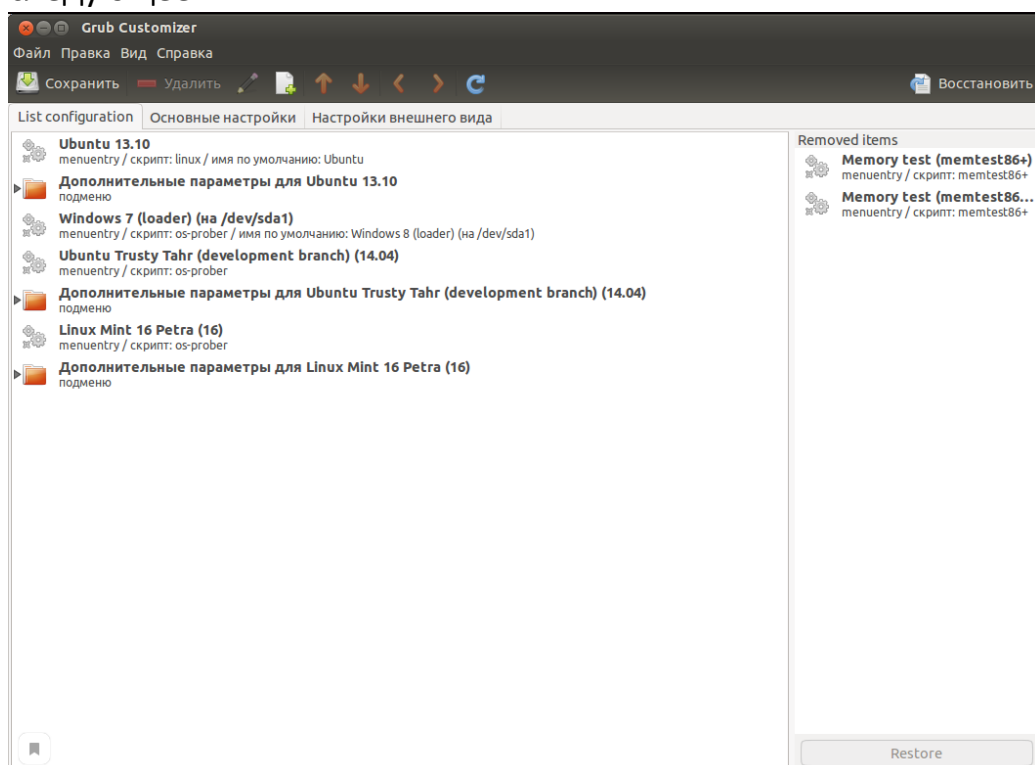 Grub Customizer
Файл Правка Вид Справка
Сохранить Удалить Восстановить
List configuration Основные настройки Настройки внешнего вида
Ubuntu 13.10
menuentry / скрипт: linux / имя по умолчанию: Ubuntu
Дополнительные параметры для Ubuntu 13.10
подменю
Windows 7 (loader) (на /dev/sda1)
menuentry / скрипт: os-prober / имя по умолчанию: Windows 8 (loader) (на /dev/sda1)
Ubuntu Trusty Tahr (development branch) (14.04)
menuentry / скрипт: os-prober
Дополнительные параметры для Ubuntu Trusty Tahr (development branch) (14.04)
подменю
Linux Mint 16 Petra (16)
menuentry / скрипт: os-prober
Дополнительные параметры для Linux Mint 16 Petra (16)
подменю
Removed items
Memory test (memtest86+)
menuentry / скрипт: memtest86+
Memory test (memtest86...
menuentry / скрипт: memtest86+
Restore